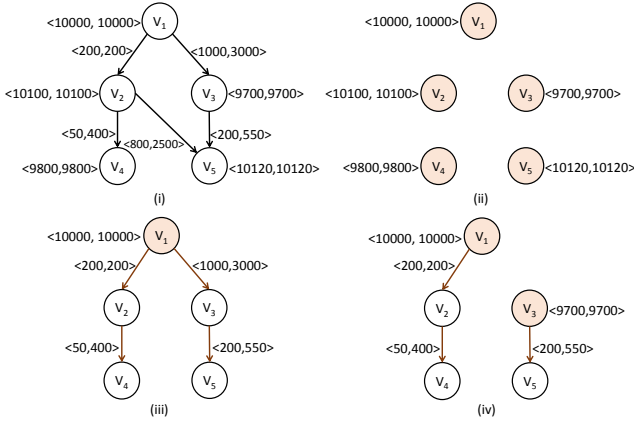 <10000, 10000> V1
<200,200> <1000,3000>
<10100, 10100> V2 V3 <9700,9700>
<50,400> <800,2500> <200,550>
<9800,9800> V4 V5 <10120,10120>
(i)
<10000, 10000> V1
<10100, 10100> V2 V3 <9700,9700>
<9800,9800> V4 V5 <10120,10120>
(ii)
<10000, 10000> V1
<200,200> <1000,3000>
V2 V3
<50,400> <200,550>
V4 V5
(iii)
<10000, 10000> V1
<200,200>
V2 V3 <9700,9700>
<50,400> <200,550>
V4 V5
(iv)